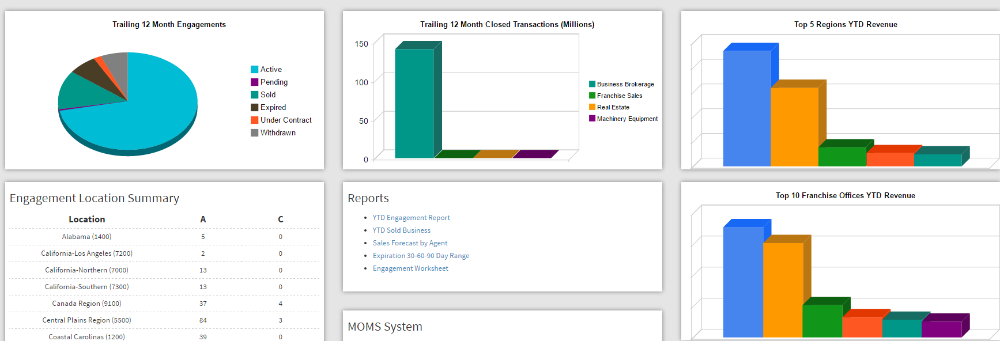 Trailing 12 Month Engagements
Active
Pending
Sold
Expired
Under Contract
Withdrawn
Trailing 12 Month Closed Transactions (Millions)
150
100
50
0
Business Brokerage
Franchise Sales
Real Estate
Machinery Equipment
Top 5 Regions YTD Revenue
Engagement Location Summary
Location A C
Alabama (1400) 5 0
California-Los Angeles (7200) 2 0
California-Northern (7000) 13 0
California-Southern (7300) 13 0
Canada Region (9100) 37 4
Central Plains Region (5500) 84 3
Coastal Carolinas (1200) 39 0
Reports
YTD Engagement Report
YTD Sold Business
Sales Forecast by Agent
Expiration 30-60-90 Day Range
Engagement Worksheet
MOMS System
Top 10 Franchise Offices YTD Revenue